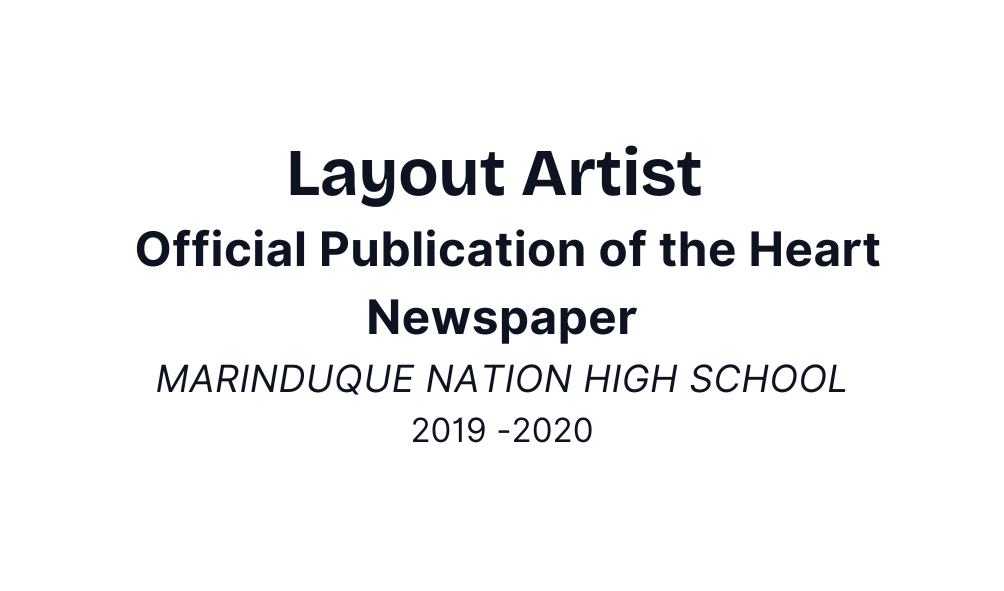 Layout Artist
Official Publication of the Heart
Newspaper
MARINDUQUE NATION HIGH SCHOOL
2019 -2020